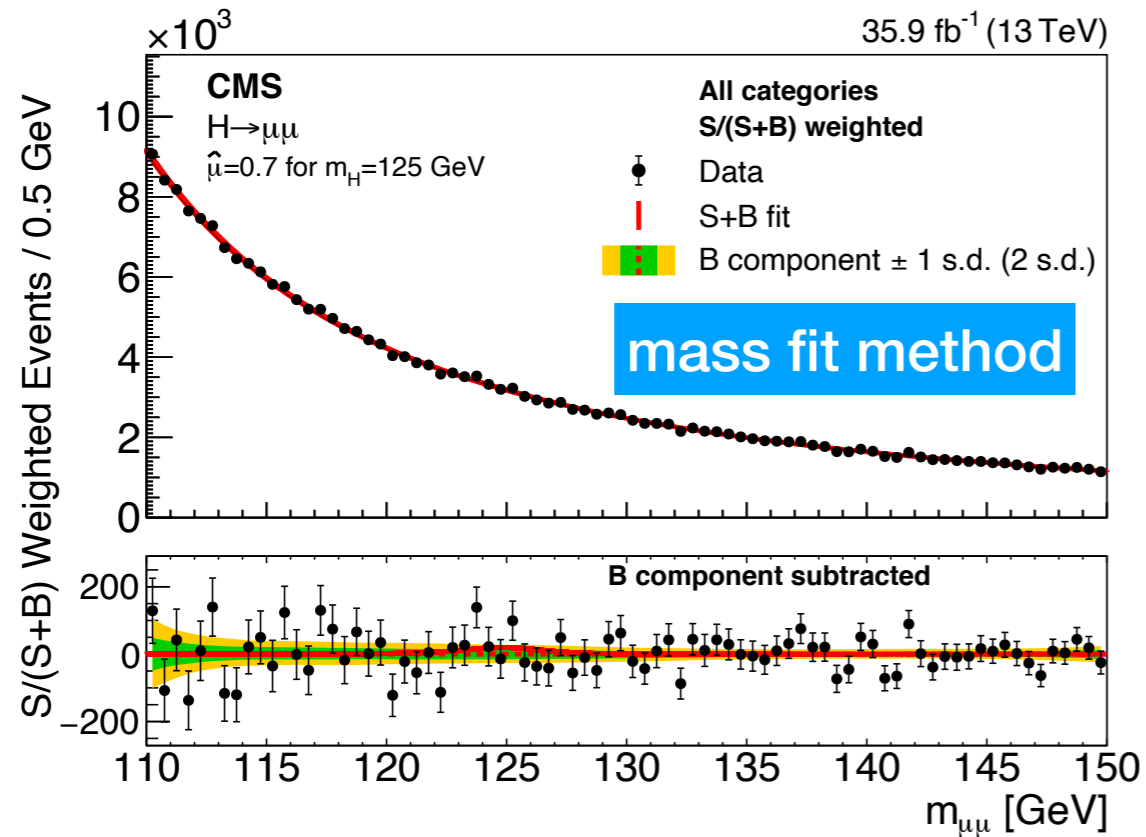 ×10³
35.9 fb⁻¹ (13 TeV)
CMS
H→μμ
μ̂=0.7 for m_H=125 GeV
All categories
S/(S+B) weighted
Data
S+B fit
B component ± 1 s.d. (2 s.d.)
mass fit method
S/(S+B) Weighted Events / 0.5 GeV
10
8
6
4
2
0
B component subtracted
200
0
−200
110 115 120 125 130 135 140 145 150
m_μμ [GeV]